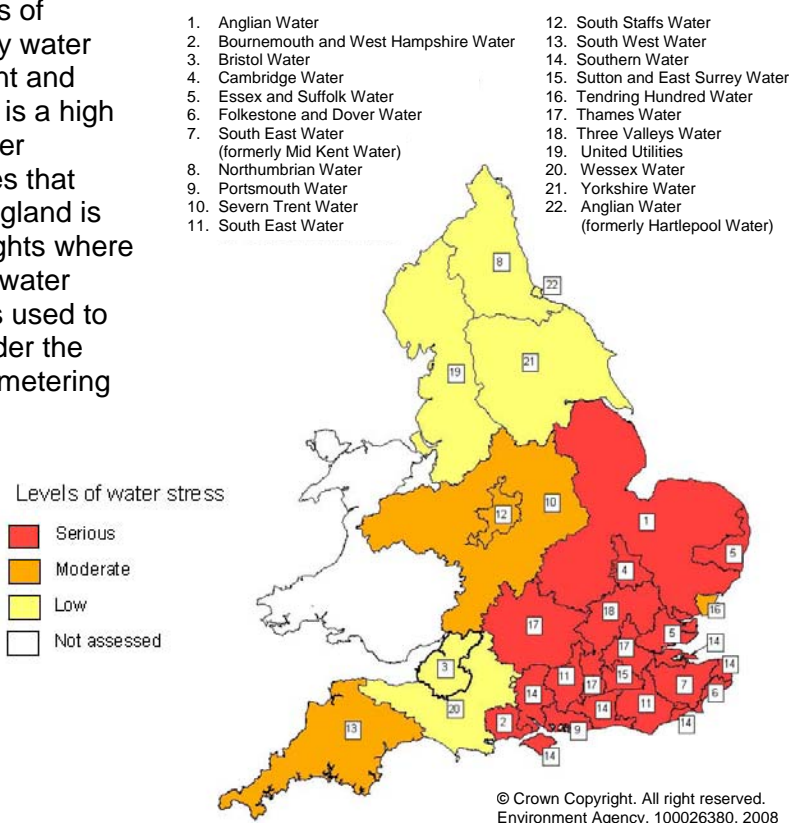 s of
y water
nt and
is a high
er
es that
gland is
ghts where
water
s used to
der the
metering
1. Anglian Water
2. Bournemouth and West Hampshire Water
3. Bristol Water
4. Cambridge Water
5. Essex and Suffolk Water
6. Folkestone and Dover Water
7. South East Water
(formerly Mid Kent Water)
8. Northumbrian Water
9. Portsmouth Water
10. Severn Trent Water
11. South East Water
12. South Staffs Water
13. South West Water
14. Southern Water
15. Sutton and East Surrey Water
16. Tendring Hundred Water
17. Thames Water
18. Three Valleys Water
19. United Utilities
20. Wessex Water
21. Yorkshire Water
22. Anglian Water
(formerly Hartlepool Water)
8
22
21
19
10
12
1
5
4
16
18
17
5
14
17
14
3
15
11
7
14
17
6
20
14
11
2
13
9
14
14
Levels of water stress
Serious
Moderate
Low
Not assessed
© Crown Copyright. All right reserved.
Environment Agency, 100026380, 2008